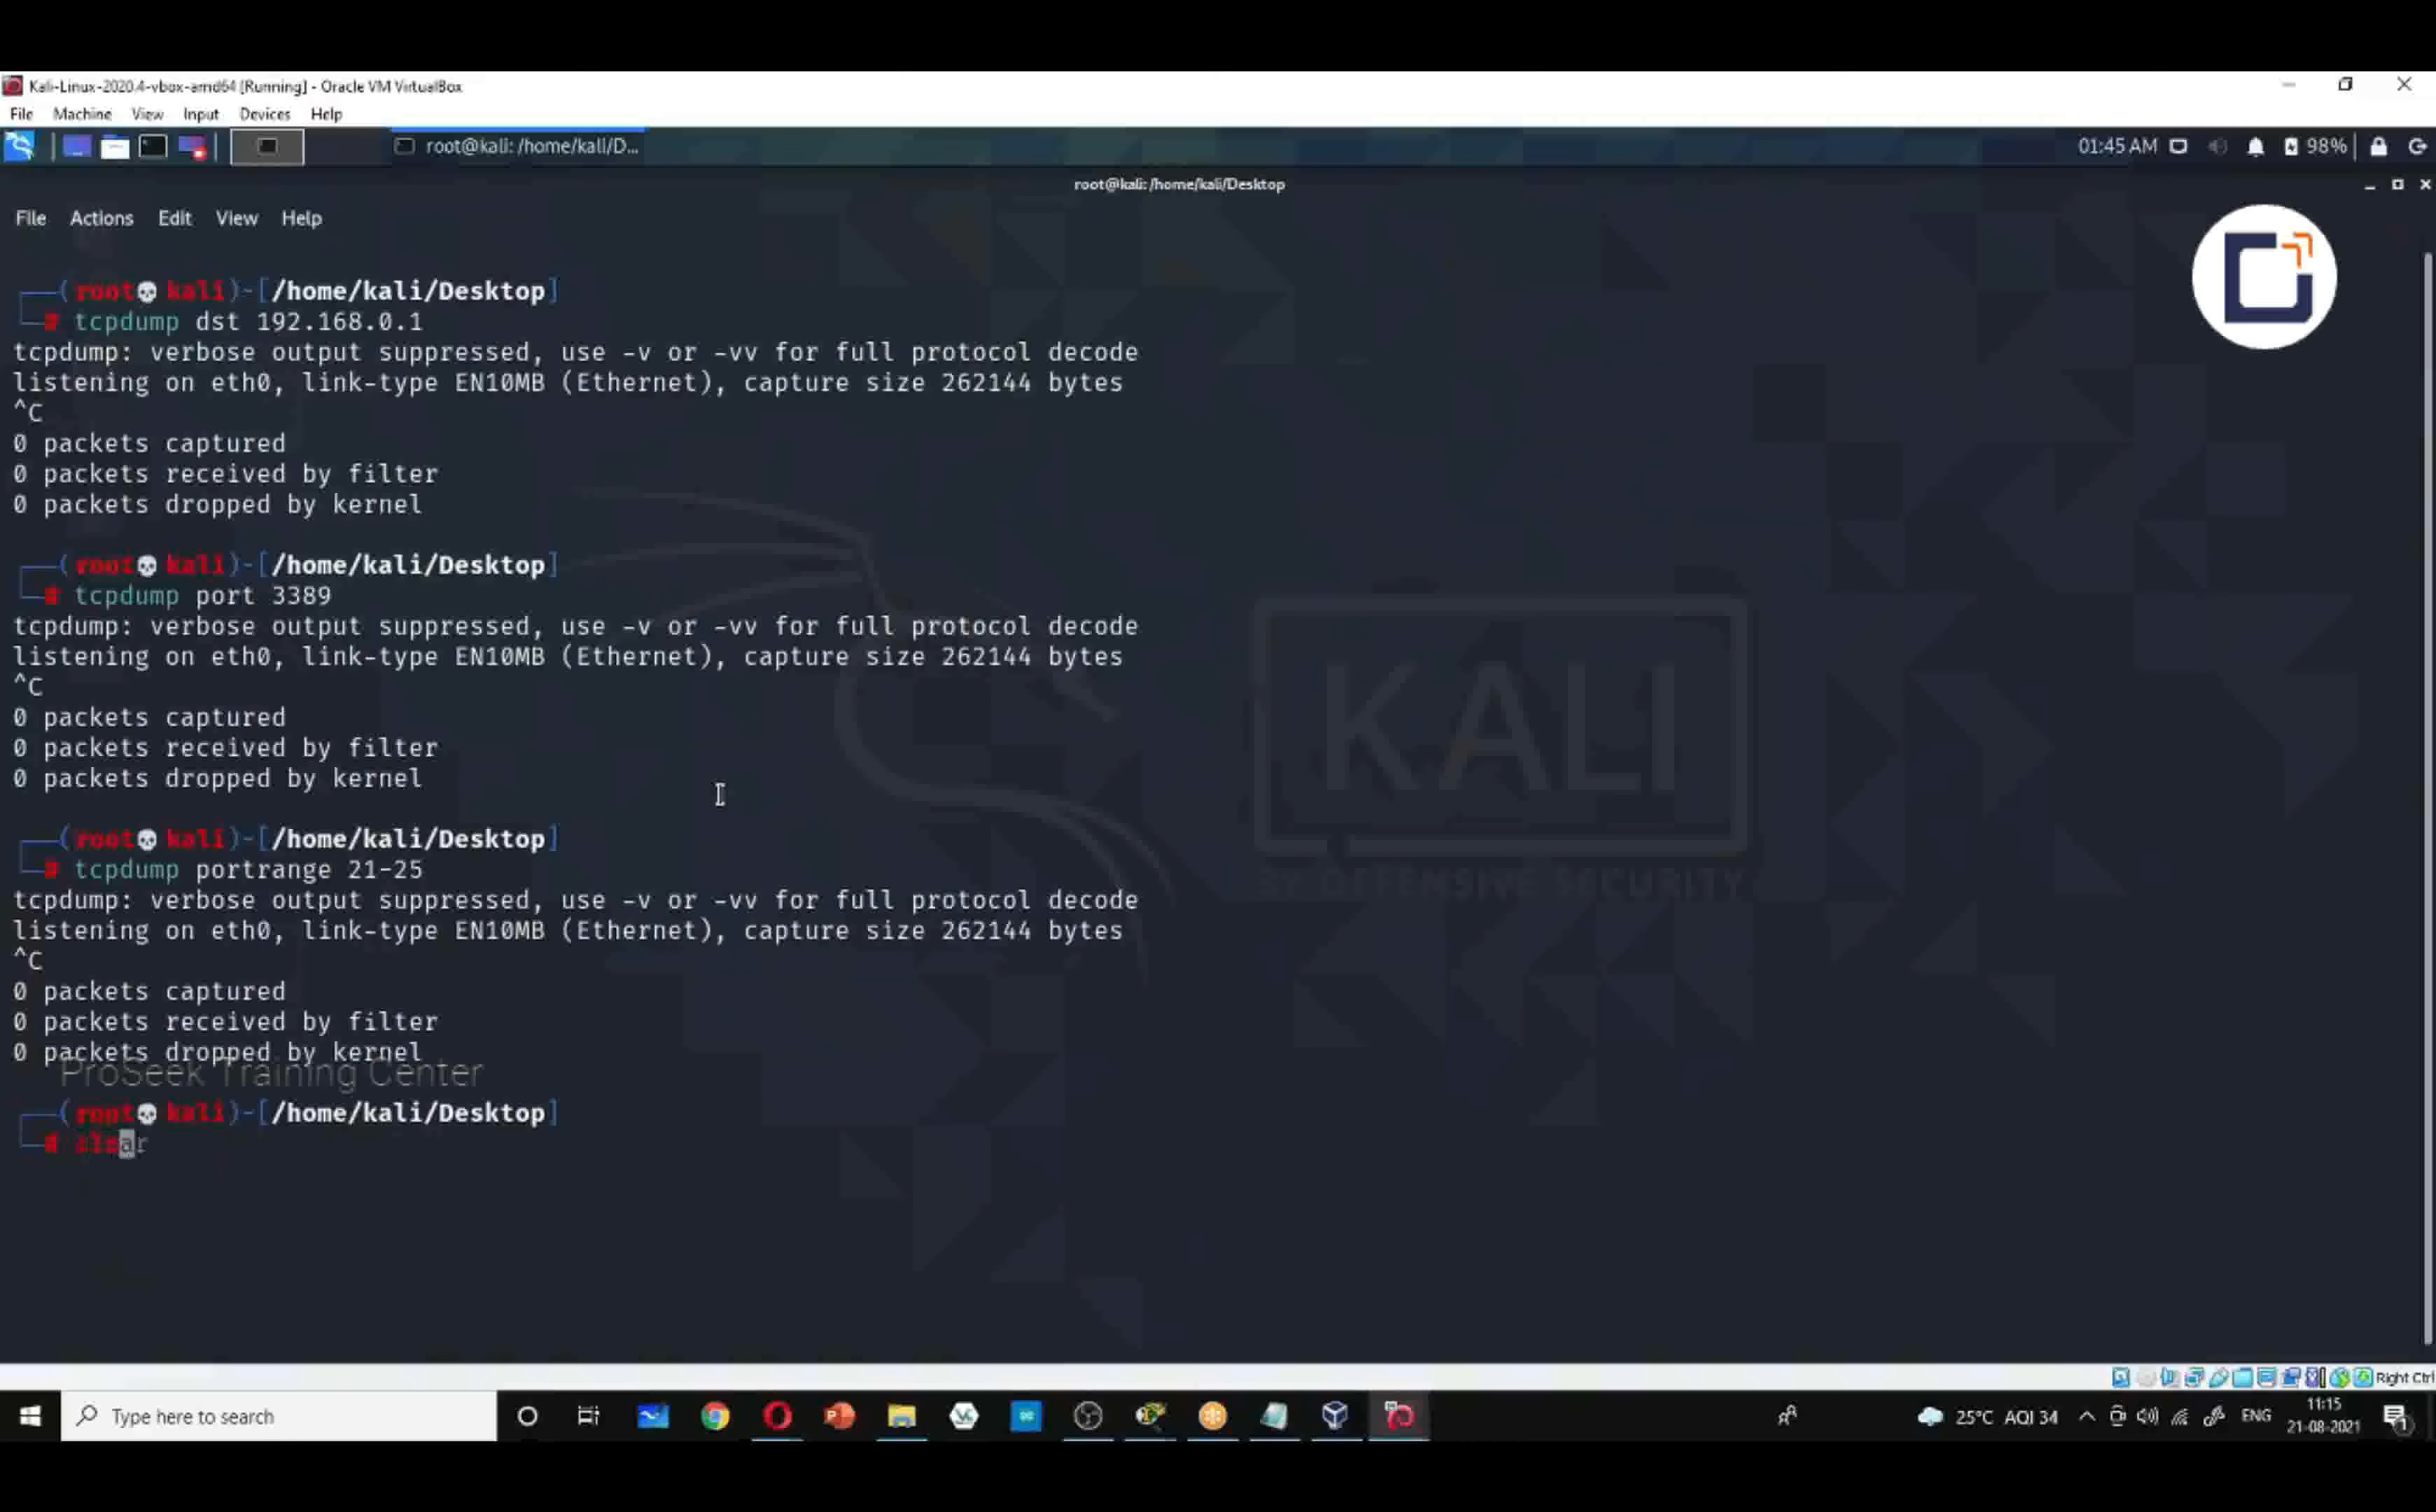 Kali-Linux-2020.4-vbox-amd64 [Running] - Oracle VM VirtualBox
File Machine View Input Devices Help
root@kali: /home/kali/D...
01:45 AM
98%
root@kali: /home/kali/Desktop
File Actions Edit View Help
(root💀kali)-[/home/kali/Desktop]
# tcpdump dst 192.168.0.1
tcpdump: verbose output suppressed, use -v or -vv for full protocol decode
listening on eth0, link-type EN10MB (Ethernet), capture size 262144 bytes
^C
0 packets captured
0 packets received by filter
0 packets dropped by kernel
(root💀kali)-[/home/kali/Desktop]
# tcpdump port 3389
tcpdump: verbose output suppressed, use -v or -vv for full protocol decode
listening on eth0, link-type EN10MB (Ethernet), capture size 262144 bytes
^C
0 packets captured
0 packets received by filter
0 packets dropped by kernel
(root💀kali)-[/home/kali/Desktop]
# tcpdump portrange 21-25
tcpdump: verbose output suppressed, use -v or -vv for full protocol decode
listening on eth0, link-type EN10MB (Ethernet), capture size 262144 bytes
^C
0 packets captured
0 packets received by filter
0 packets dropped by kernel
ProSeek Training Center
(root💀kali)-[/home/kali/Desktop]
# clear
KALI
BY OFFENSIVE SECURITY
Right Ctrl
Type here to search
25°C AQI 34
ENG
11:15
21-08-2021
1